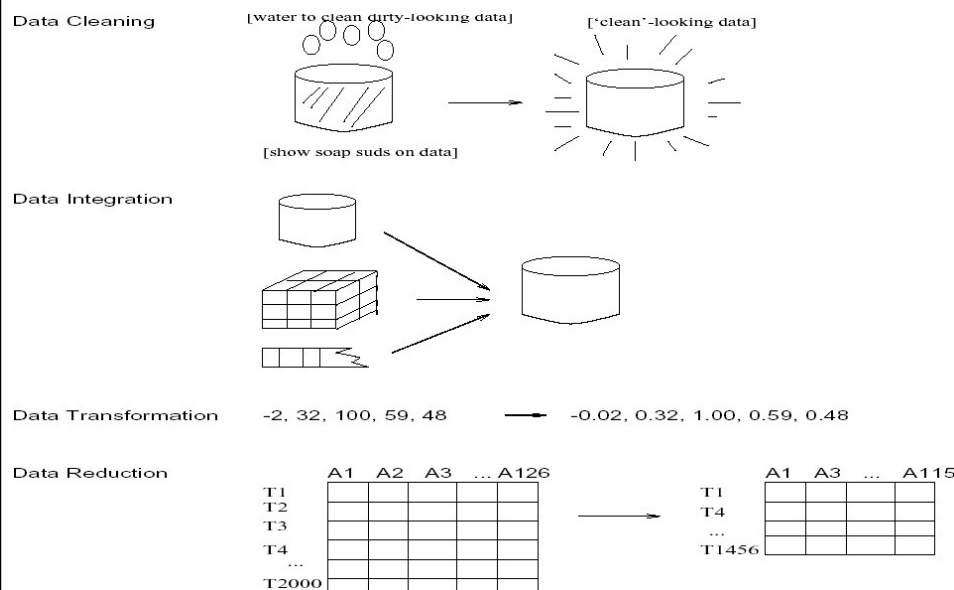 Data Cleaning
[water to clean dirty-looking data]
[‘clean’-looking data]
[show soap suds on data]
Data Integration
Data Transformation
-2, 32, 100, 59, 48
-0.02, 0.32, 1.00, 0.59, 0.48
Data Reduction
A1 A2 A3 ... A126
T1
T2
T3
T4
...
T2000
A1 A3 ... A115
T1
T4
...
T1456